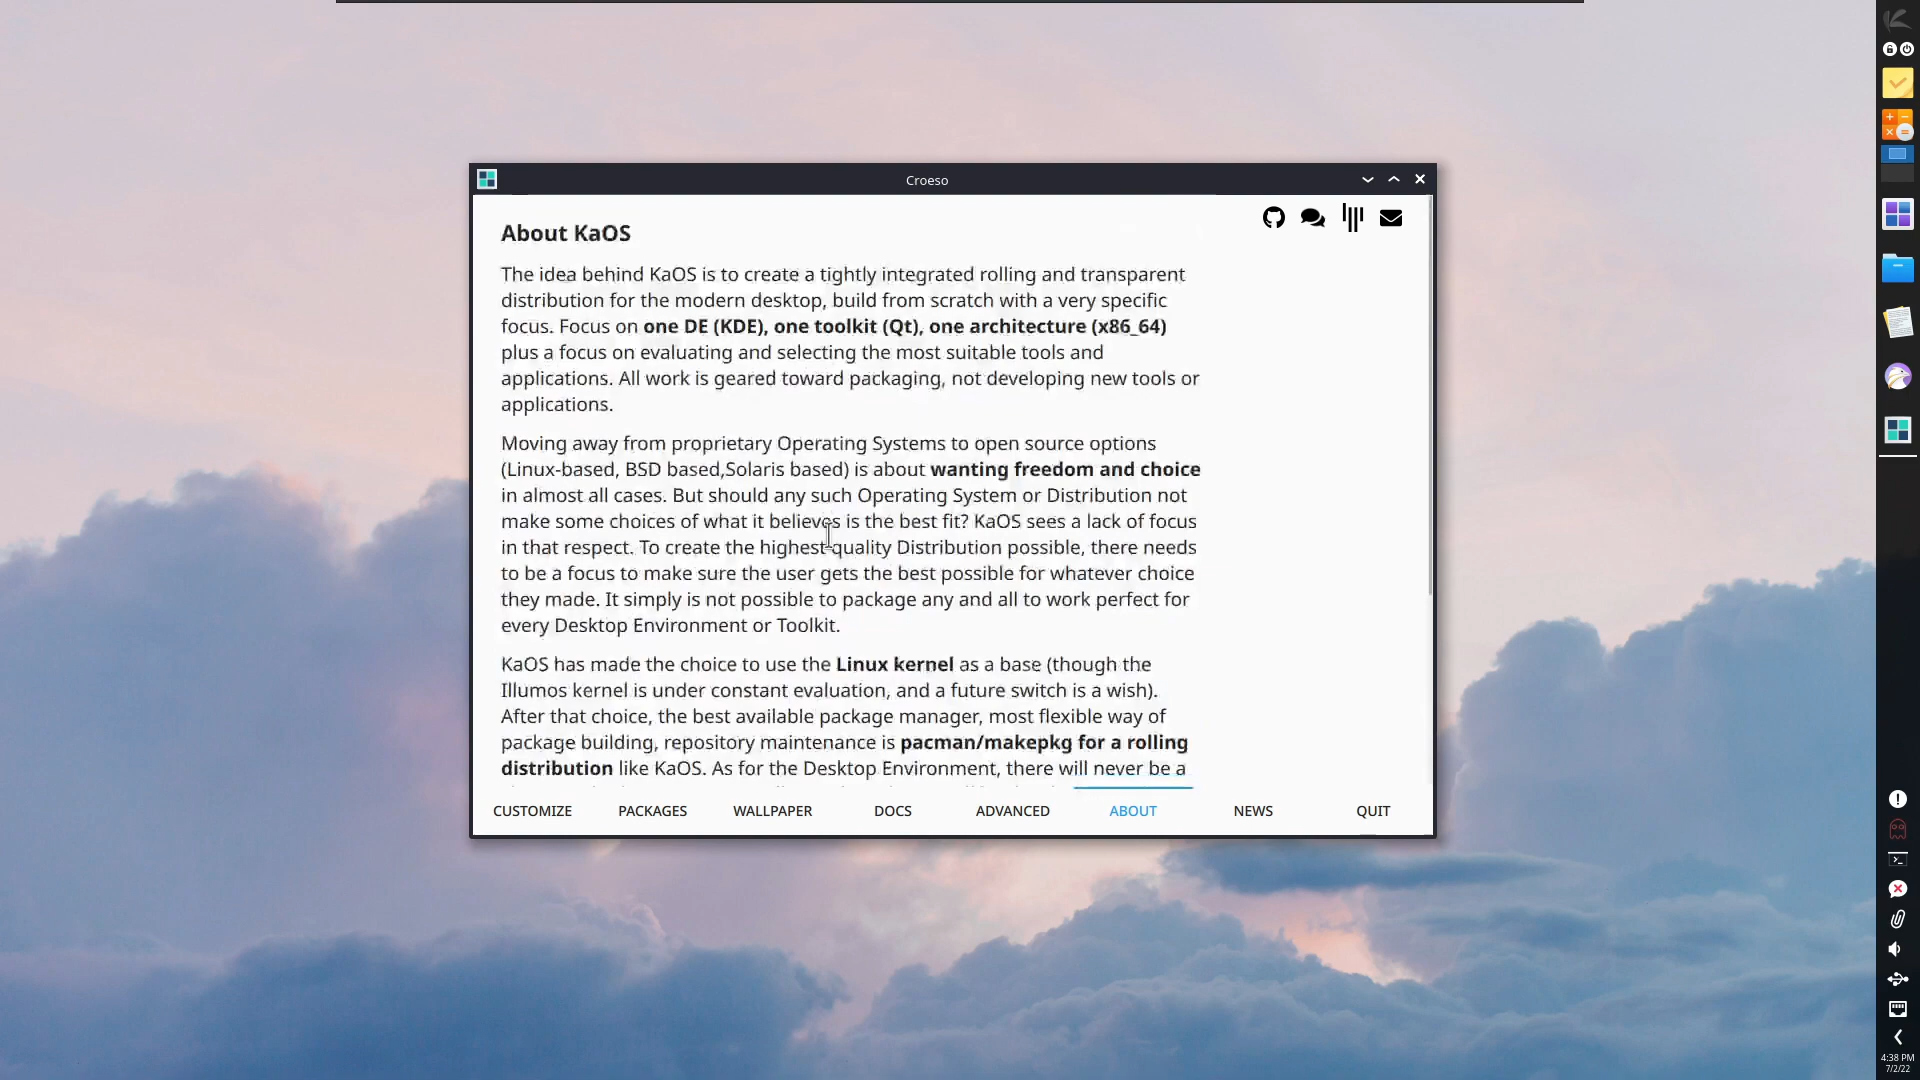 Croeso
About KaOS
The idea behind KaOS is to create a tightly integrated rolling and transparent
distribution for the modern desktop, build from scratch with a very specific
focus. Focus on one DE (KDE), one toolkit (Qt), one architecture (x86_64)
plus a focus on evaluating and selecting the most suitable tools and
applications. All work is geared toward packaging, not developing new tools or
applications.
Moving away from proprietary Operating Systems to open source options
(Linux-based, BSD based,Solaris based) is about wanting freedom and choice
in almost all cases. But should any such Operating System or Distribution not
make some choices of what it believes is the best fit? KaOS sees a lack of focus
in that respect. To create the highest quality Distribution possible, there needs
to be a focus to make sure the user gets the best possible for whatever choice
they made. It simply is not possible to package any and all to work perfect for
every Desktop Environment or Toolkit.
KaOS has made the choice to use the Linux kernel as a base (though the
Illumos kernel is under constant evaluation, and a future switch is a wish).
After that choice, the best available package manager, most flexible way of
package building, repository maintenance is pacman/makepkg for a rolling
distribution like KaOS. As for the Desktop Environment, there will never be a
CUSTOMIZE PACKAGES WALLPAPER DOCS ADVANCED ABOUT NEWS QUIT
4:38 PM
7/2/22